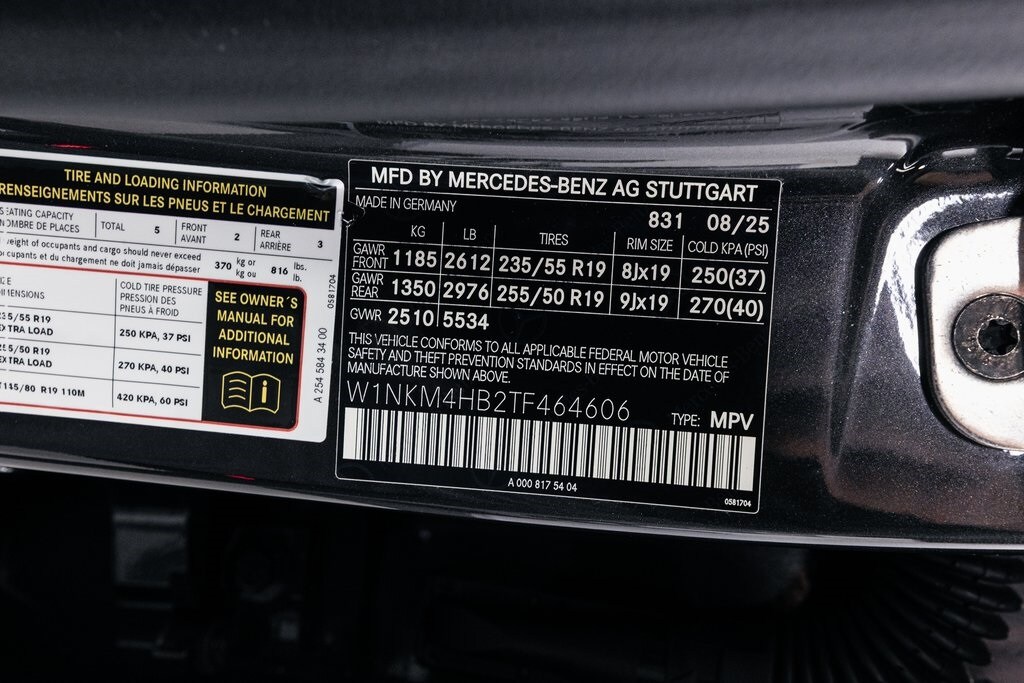 TIRE AND LOADING INFORMATION
RENSEIGNEMENTS SUR LES PNEUS ET LE CHARGEMENT
SEATING CAPACITY
NOMBRE DE PLACES
TOTAL 5
FRONT
AVANT 2
REAR
ARRIÈRE 3
weight of occupants and cargo should never exceed
occupants et du chargement ne doit jamais dépasser
370 kg or
kg ou
816 lbs.
lb.
COLD TIRE PRESSURE
PRESSION DES
PNEUS À FROID
235/55 R19
EXTRA LOAD
250 KPA, 37 PSI
255/50 R19
EXTRA LOAD
270 KPA, 40 PSI
T145/80 R19 110M
420 KPA, 60 PSI
SEE OWNER´S
MANUAL FOR
ADDITIONAL
INFORMATION
A 254 584 34 00
0581704
MFD BY MERCEDES-BENZ AG STUTTGART
MADE IN GERMANY
831 08/25
KG LB TIRES RIM SIZE COLD KPA(PSI)
GAWR
FRONT 1185 2612 235/55 R19 8Jx19 250(37)
GAWR
REAR 1350 2976 255/50 R19 9Jx19 270(40)
GVWR 2510 5534
THIS VEHICLE CONFORMS TO ALL APPLICABLE FEDERAL MOTOR VEHICLE
SAFETY AND THEFT PREVENTION STANDARDS IN EFFECT ON THE DATE OF
MANUFACTURE SHOWN ABOVE.
W1NKM4HB2TF464606
TYPE: MPV
A 000 817 54 04
0581704